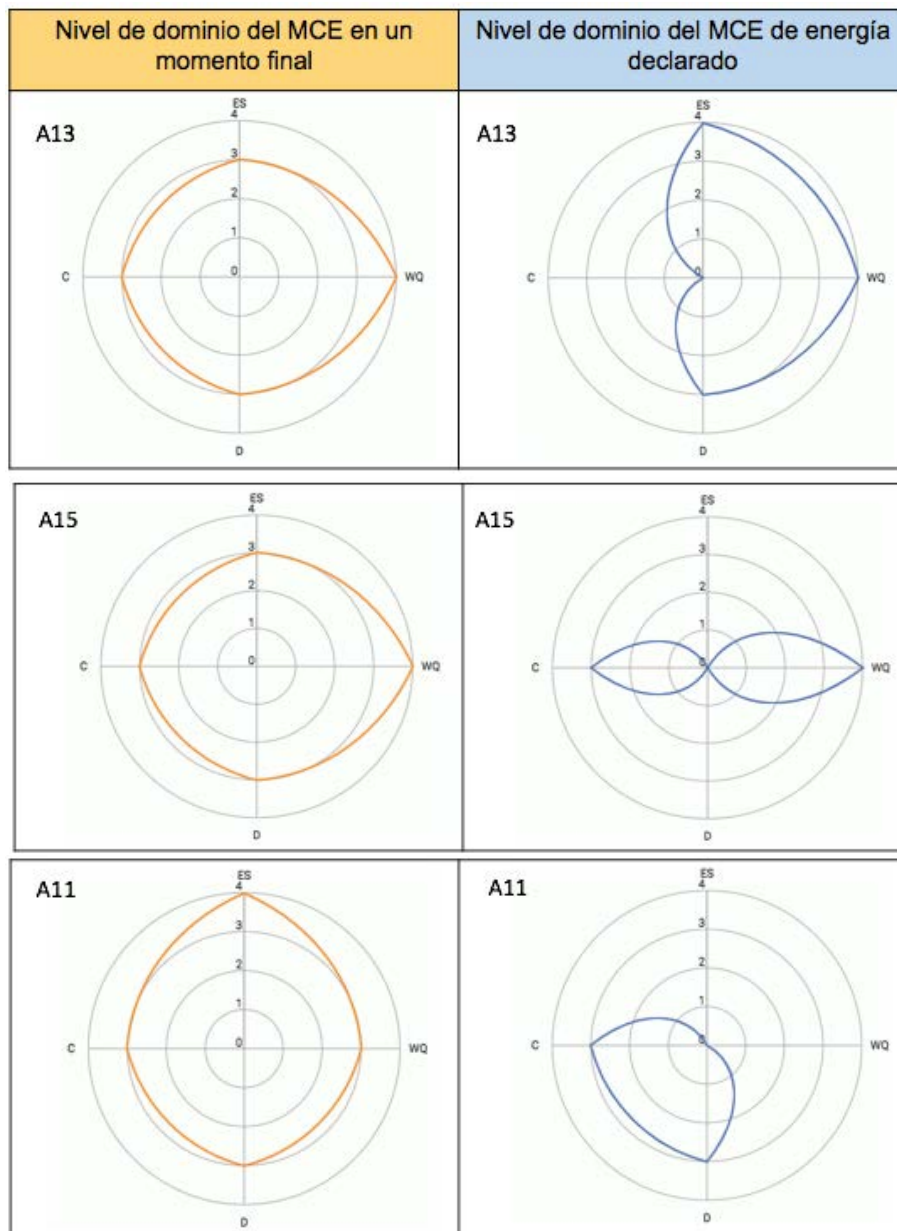 Nivel de dominio del MCE en un
momento final
Nivel de dominio del MCE de energía
declarado
A13
ES
4
3
2
1
0
C
WQ
D
A13
ES
4
3
2
1
0
C
WQ
D
A15
ES
4
3
2
1
0
C
WQ
D
A15
ES
4
3
2
1
0
C
WQ
D
A11
ES
4
3
2
1
0
C
WQ
D
A11
ES
4
3
2
1
0
C
WQ
D